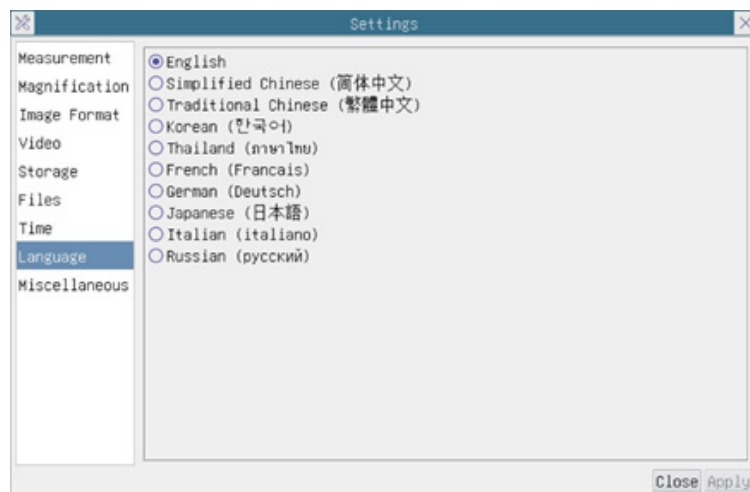 Settings
Measurement
Magnification
Image Format
Video
Storage
Files
Time
Language
Miscellaneous
English
Simplified Chinese (简体中文)
Traditional Chinese (繁體中文)
Korean (한국어)
Thailand (ภาษาไทย)
French (Francais)
German (Deutsch)
Japanese (日本語)
Italian (italiano)
Russian (русский)
Close Apply